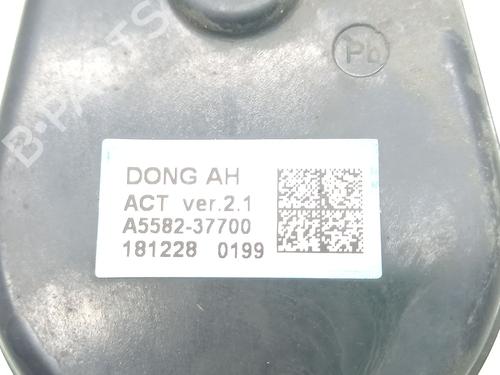 B-PARTS
Pb
DONG AH
ACT ver.2.1
A5582-37700
181228 0199